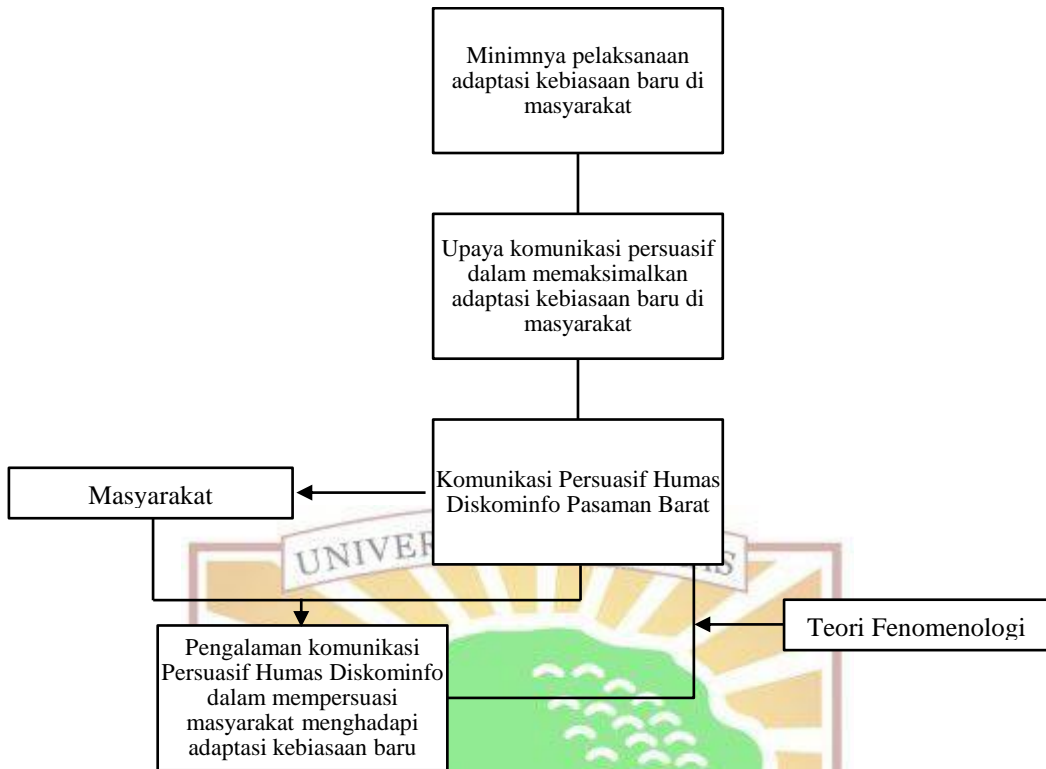 Minimnya pelaksanaan
adaptasi kebiasaan baru di
masyarakat
Upaya komunikasi persuasif
dalam memaksimalkan
adaptasi kebiasaan baru di
masyarakat
Komunikasi Persuasif Humas
Diskominfo Pasaman Barat
Masyarakat
Teori Fenomenologi
Pengalaman komunikasi
Persuasif Humas Diskominfo
dalam mempersuasi
masyarakat menghadapi
adaptasi kebiasaan baru